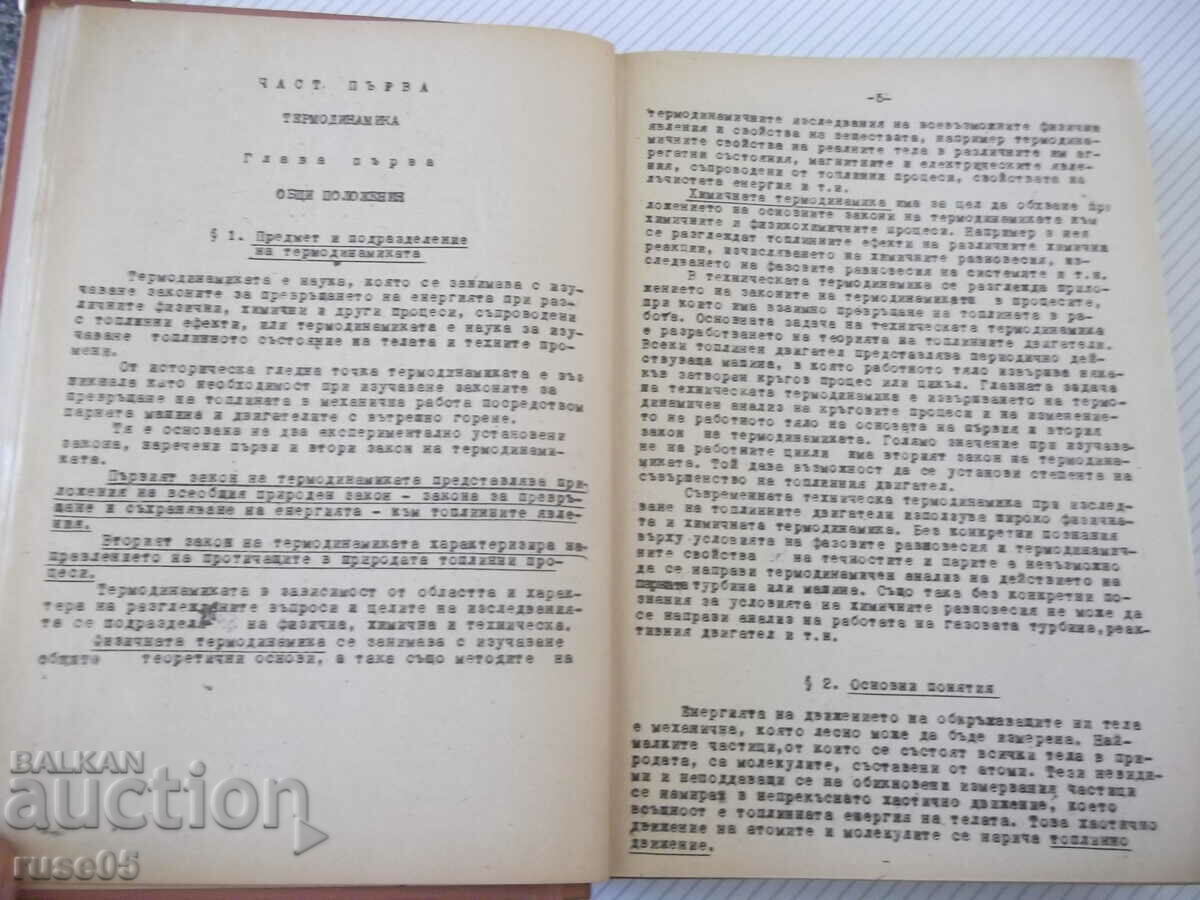 ЧАСТ ПЪРВА
ТЕРМОДИНАМИКА
Глава първа
ОБЩИ ПОЛОЖЕНИЯ
§ 1. Предмет и подразделение
на термодинамиката
Термодинамиката е наука, която се занимава с изу-
чаване законите за превръщането на енергията при раз-
личните физични, химични и други процеси, съпроводени
с топлинни ефекти, или термодинамиката е наука за изу-
чаване топлинното състояние на телата и техните про-
мени.
От историческа гледна точка термодинамиката е въз
никнала като необходимост при изучаване законите за
превръщане на топлината в механична работа посредством
парната машина и двигателите с вътрешно горене.
Тя е основана на два експериментално установени
закона, наречени първи и втори закон на термодинами-
ката.
Първият закон на термодинамиката представлява при-
ложения на всеобщия природен закон - закона за превръ-
щане и съхраняване на енергията - към топлинните явле-
ния.
Вторият закон на термодинамиката характеризира на-
правлението на протичащите в природата топлинни про-
цеси.
Термодинамиката в зависимост от областта и харак-
тера на разглежданите въпроси и целите на изследвания-
та се подразделя на физична, химична и техническа.
Физичната термодинамика се занимава с изучаване
общите теоретични основи, а така също методите на
-5-
термодинамичните изследвания на воевъзможните физични
явления и свойства на веществата, например термодина-
мичните свойства на реалните тела в различните им аг-
регатни състояния, магнитните и електрическите явле-
ния, съпроводени от топлинни процеси, свойствата на
лъчистата енергия и т.н.
Химичната термодинамика има за цел да обхване при
ложението на основните закони на термодинамиката към
химичните и физикохимичните процеси. Например в нея
се разглеждат топлинните ефекти на различните химични
реакции, изчисляването на химичните равновесия, из-
следването на фазовите равновесия на системите и т.н.
В техническата термодинамика се разглежда прило-
жението на законите на термодинамиката в процесите,
при които има взаимно превръщане на топлината в ра-
бота. Основната задача на техническата термодинамика
е разработването на теорията на топлинните двигатели.
Всеки топлинен двигател представлява периодично дей-
ствуваща машина, в която работното тяло извършва няка-
къв затворен кръгов процес или цикъл. Главната задача
на техническата термодинамика е извършването на термо-
динамичен анализ на кръговите процеси и на изменение-
то на работното тяло на основата на първия и втория
закон на термодинамиката. Голямо значение при изучава-
не на работните цикли има вторият закон на термодина-
миката. Той дава възможност да се установи степента на
съвършенство на топлинния двигател.
Съвременната техническа термодинамика при изслед-
ване на топлинните двигатели използува широко физична-
та и химичната термодинамика. Без конкретни познания
върху условията на фазовите равновесия и термодинамич-
ните свойства на течностите и парите е невъзможно
да се направи термодинамичен анализ на действието на
парната турбина или машина. Също така без конкретни по-
знания за условията на химичните равновесия не може да
се направи анализ на работата на газовата турбина,реак-
тивния двигател и т.н.
§ 2. Основни понятия
Енергията на движението на обкръжаващите ни тела
е механична, която лесно може да бъде измерена. Най-
малките частици,от които се състоят всички тела в при-
родата, са молекулите, съставени от атоми. Тези невиди-
ми и неподдаващи се на обикновени измервания частици
се намират в непрекъснато хаотично движение, което
всъщност е топлинната енергия на телата. Това хаотично
движение на атомите и молекулите се нарича топлинно
движение.
BALKAN
auction
ruse05